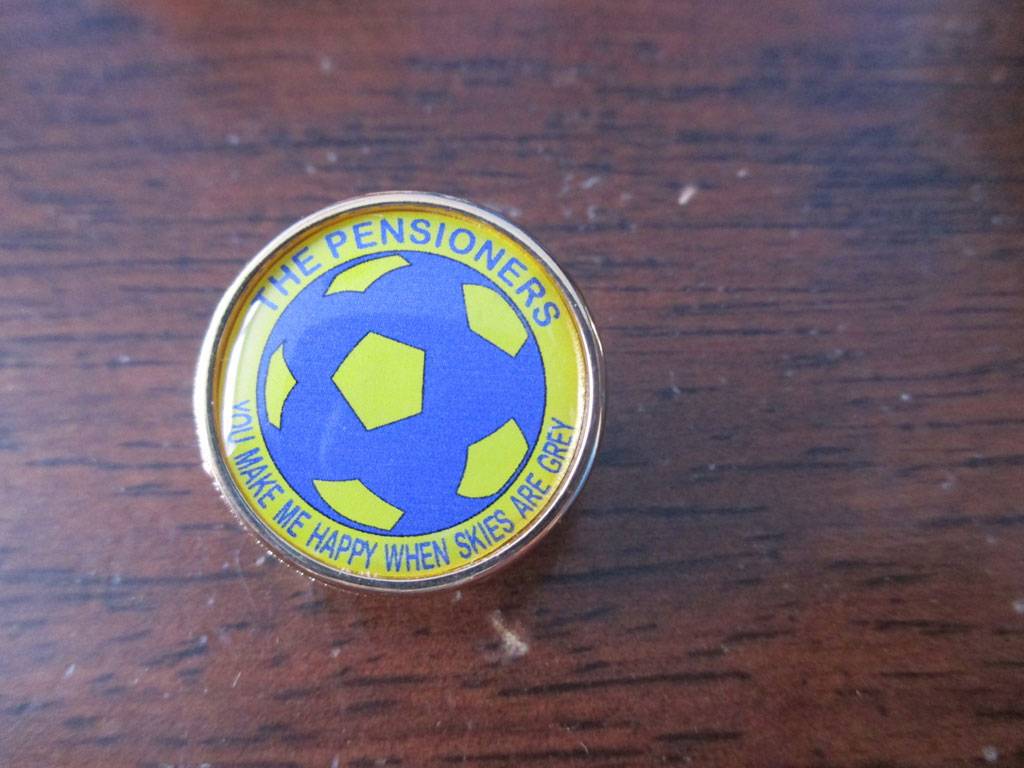 THE PENSIONERS
YOU MAKE ME HAPPY WHEN SKIES ARE GREY